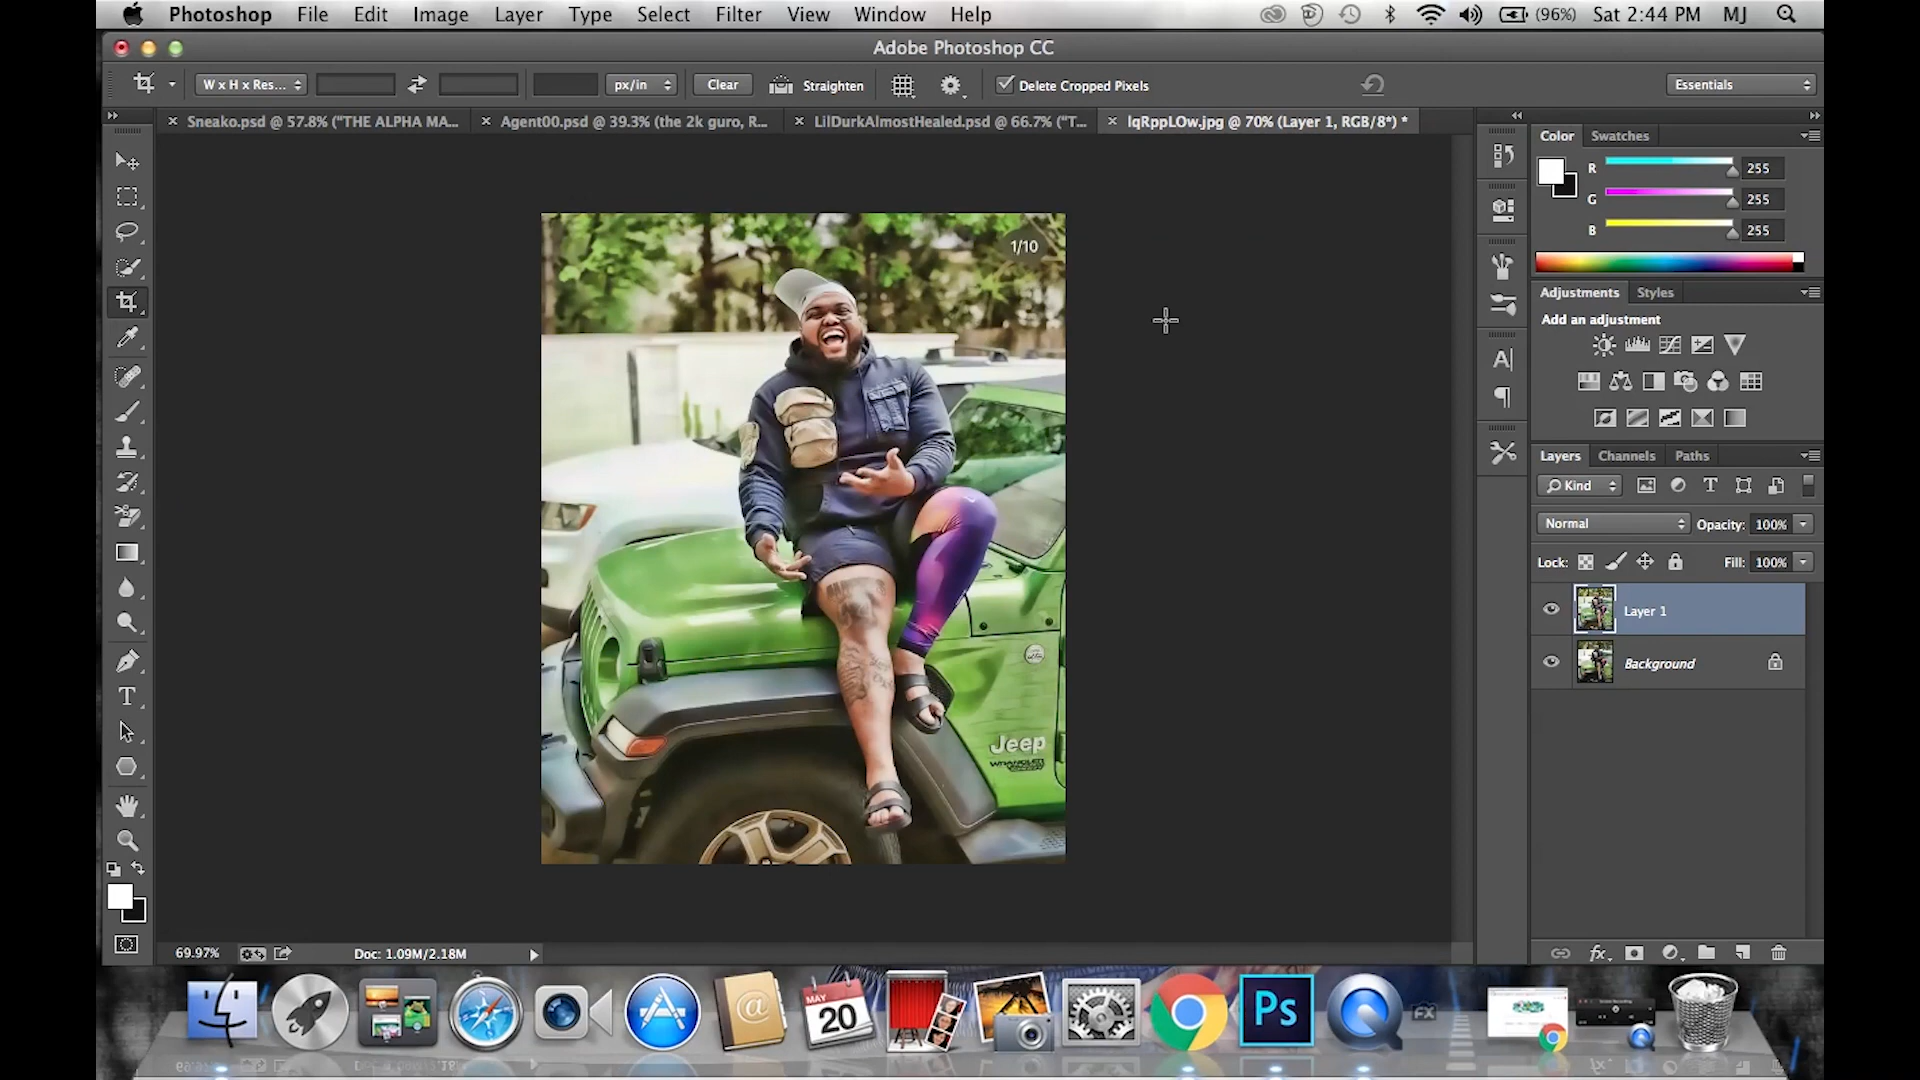 Photoshop File Edit Image Layer Type Select Filter View Window Help (96%) Sat 2:44 PM MJ
Adobe Photoshop CC
W x H x Res... px/in Clear Straighten Delete Cropped Pixels Essentials
Sneako.psd @ 57.8% ("THE ALPHA MA... Agent00.psd @ 39.3% (the 2k guro, R... LilDurkAlmostHealed.psd @ 66.7% ("T... lqRppLOw.jpg @ 70% (Layer 1, RGB/8*) *
Color Swatches
R 255
G 255
B 255
1/10
Adjustments Styles
Add an adjustment
Layers Channels Paths
Kind
Normal Opacity: 100%
Lock: Fill: 100%
Layer 1
Background
Jeep
WRANGLER
69.97% Doc: 1.09M/2.18M
MAY
20
Ps
FX